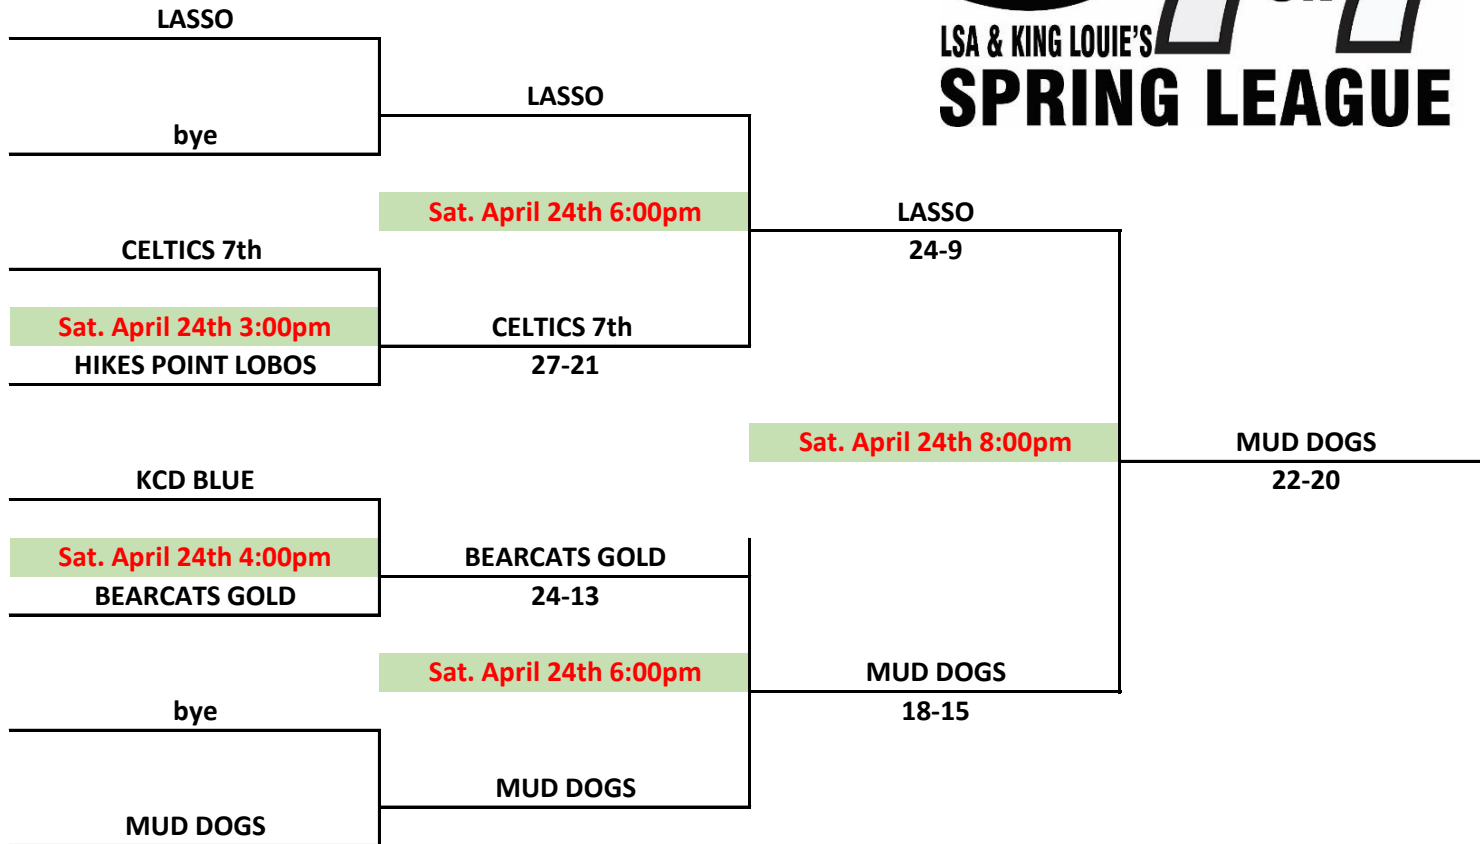 LASSO
LSA & KING LOUIE'S
SPRING LEAGUE
LASSO
bye
Sat. April 24th 6:00pm
LASSO
CELTICS 7th
24-9
Sat. April 24th 3:00pm
CELTICS 7th
HIKES POINT LOBOS
27-21
Sat. April 24th 8:00pm
MUD DOGS
KCD BLUE
22-20
Sat. April 24th 4:00pm
BEARCATS GOLD
BEARCATS GOLD
24-13
Sat. April 24th 6:00pm
MUD DOGS
bye
18-15
MUD DOGS
MUD DOGS